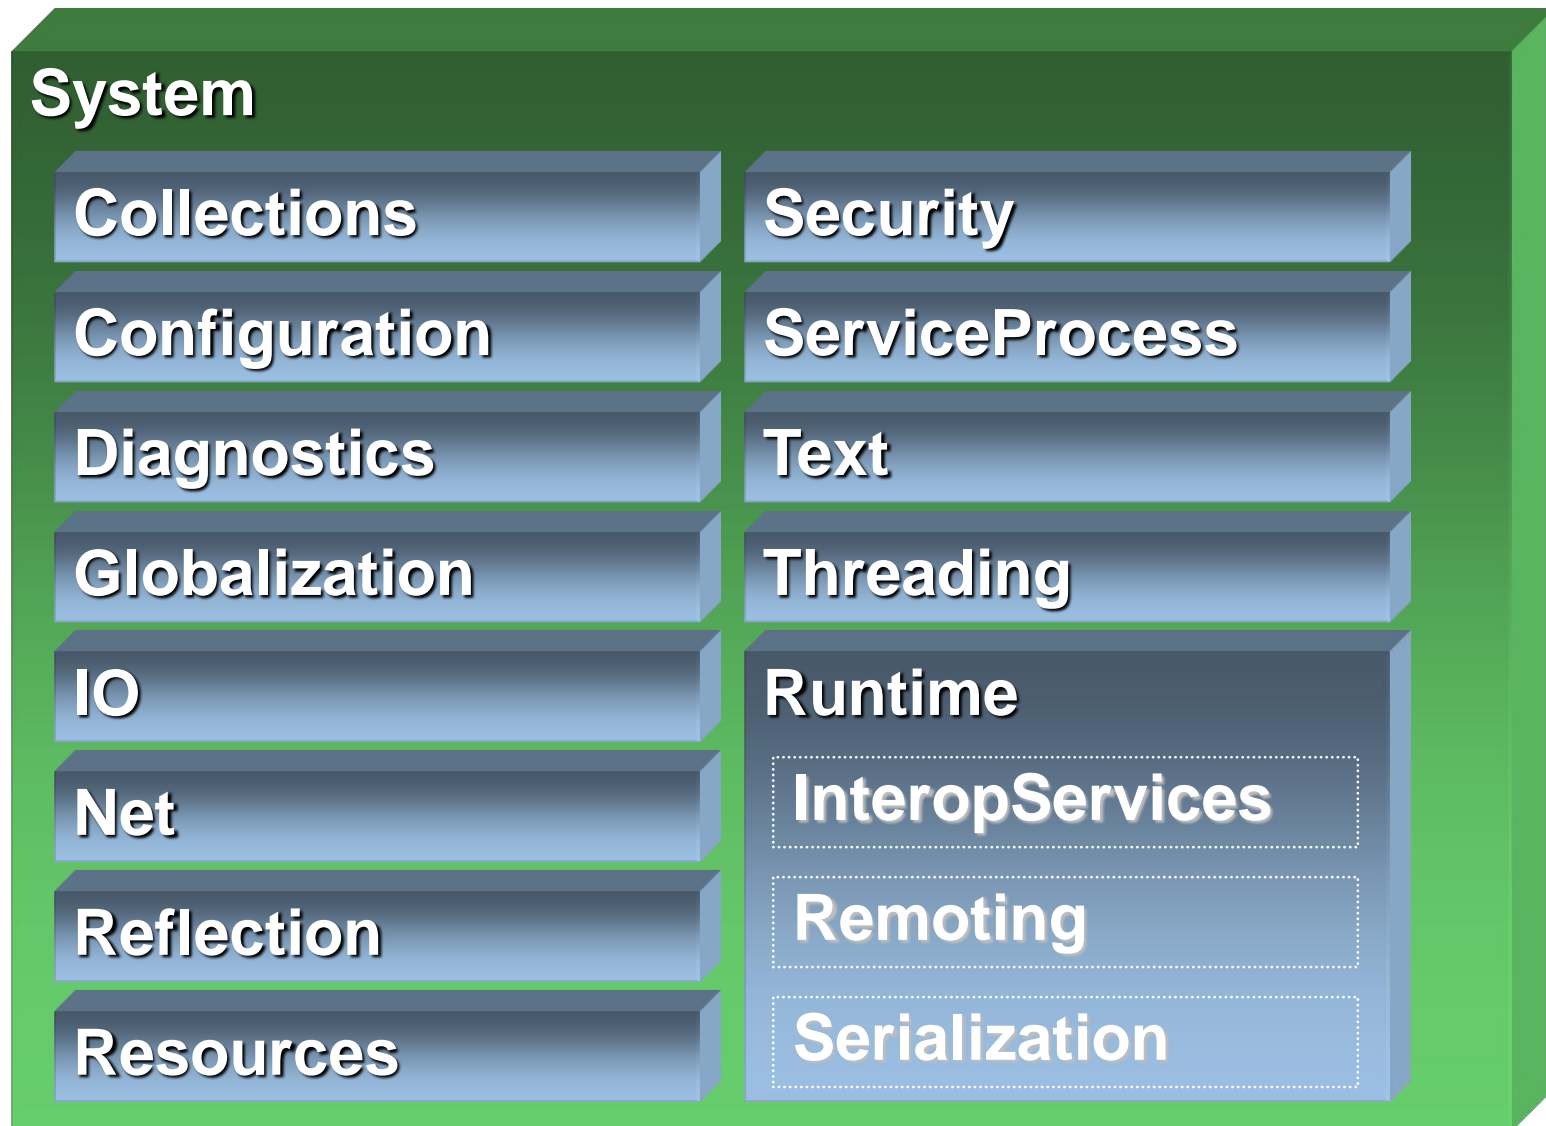 System
Collections
Configuration
Diagnostics
Globalization
IO
Net
Reflection
Resources
Security
ServiceProcess
Text
Threading
Runtime
InteropServices
Remoting
Serialization